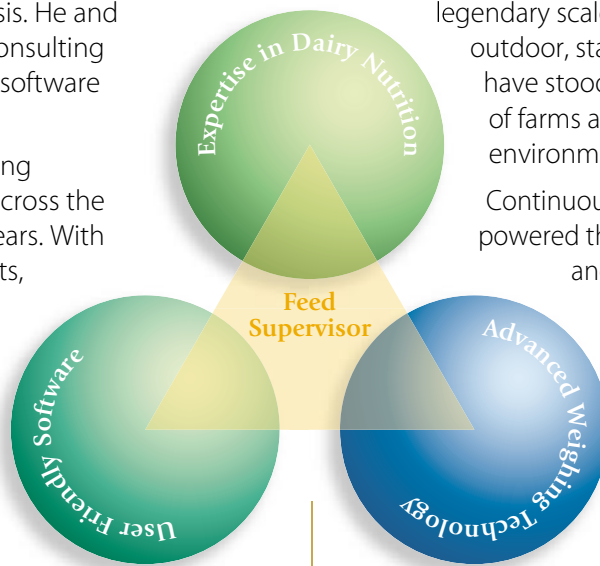 sis. He and
onsulting
software
ng
cross the
ears. With
ts,
legendary scale
outdoor, sta
have stood
of farms a
environm
Continuou
powered th
an
Expertise in Dairy Nutrition
Feed
Supervisor
User Friendly Software
Advanced Weighing Technology